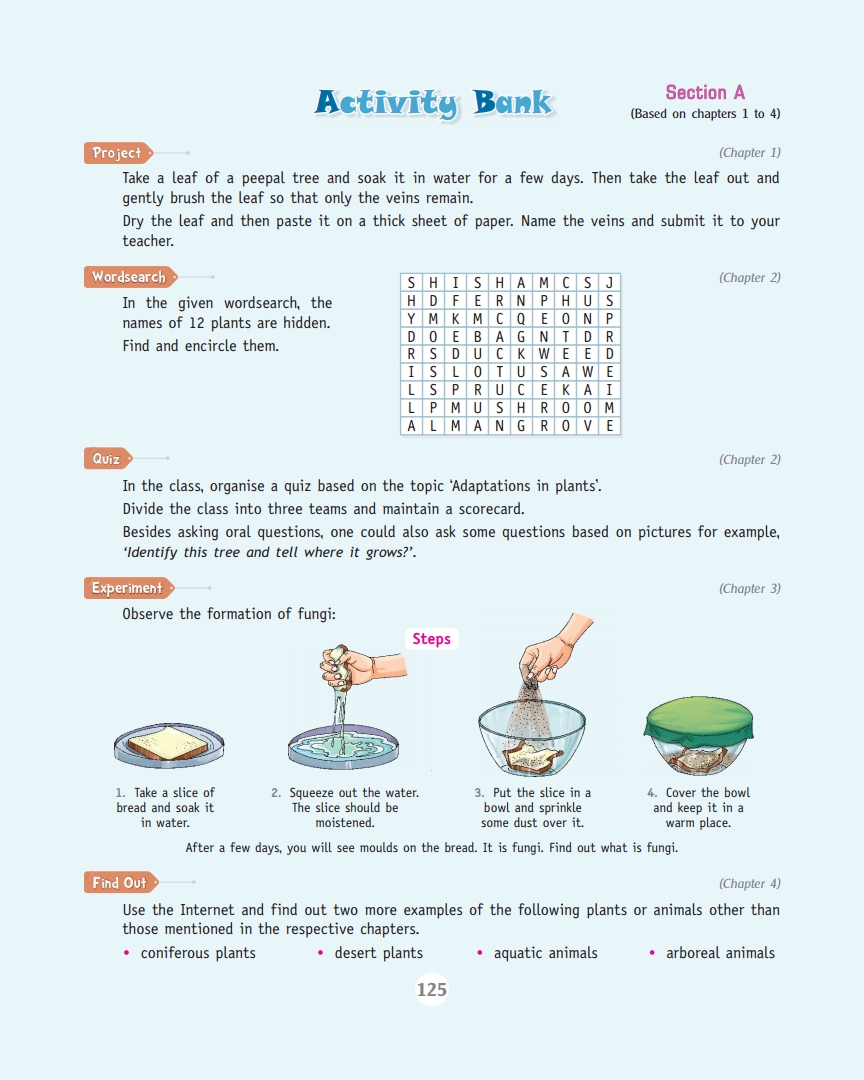 Activity Bank
Section A
(Based on chapters 1 to 4)
Project
(Chapter 1)
Take a leaf of a peepal tree and soak it in water for a few days. Then take the leaf out and
gently brush the leaf so that only the veins remain.
Dry the leaf and then paste it on a thick sheet of paper. Name the veins and submit it to your
teacher.
Wordsearch
(Chapter 2)
In the given wordsearch, the
names of 12 plants are hidden.
Find and encircle them.
S H I S H A M C S J
H D F E R N P H U S
Y M K M C Q E O N P
D O E B A G N T D R
R S D U C K W E E D
I S L O T U S A W E
L S P R U C E K A I
L P M U S H R O O M
A L M A N G R O V E
Quiz
(Chapter 2)
In the class, organise a quiz based on the topic ‘Adaptations in plants’.
Divide the class into three teams and maintain a scorecard.
Besides asking oral questions, one could also ask some questions based on pictures for example,
‘Identify this tree and tell where it grows?’.
Experiment
(Chapter 3)
Observe the formation of fungi:
Steps
1. Take a slice of
bread and soak it
in water.
2. Squeeze out the water.
The slice should be
moistened.
3. Put the slice in a
bowl and sprinkle
some dust over it.
4. Cover the bowl
and keep it in a
warm place.
After a few days, you will see moulds on the bread. It is fungi. Find out what is fungi.
Find Out
(Chapter 4)
Use the Internet and find out two more examples of the following plants or animals other than
those mentioned in the respective chapters.
• coniferous plants • desert plants • aquatic animals • arboreal animals
125